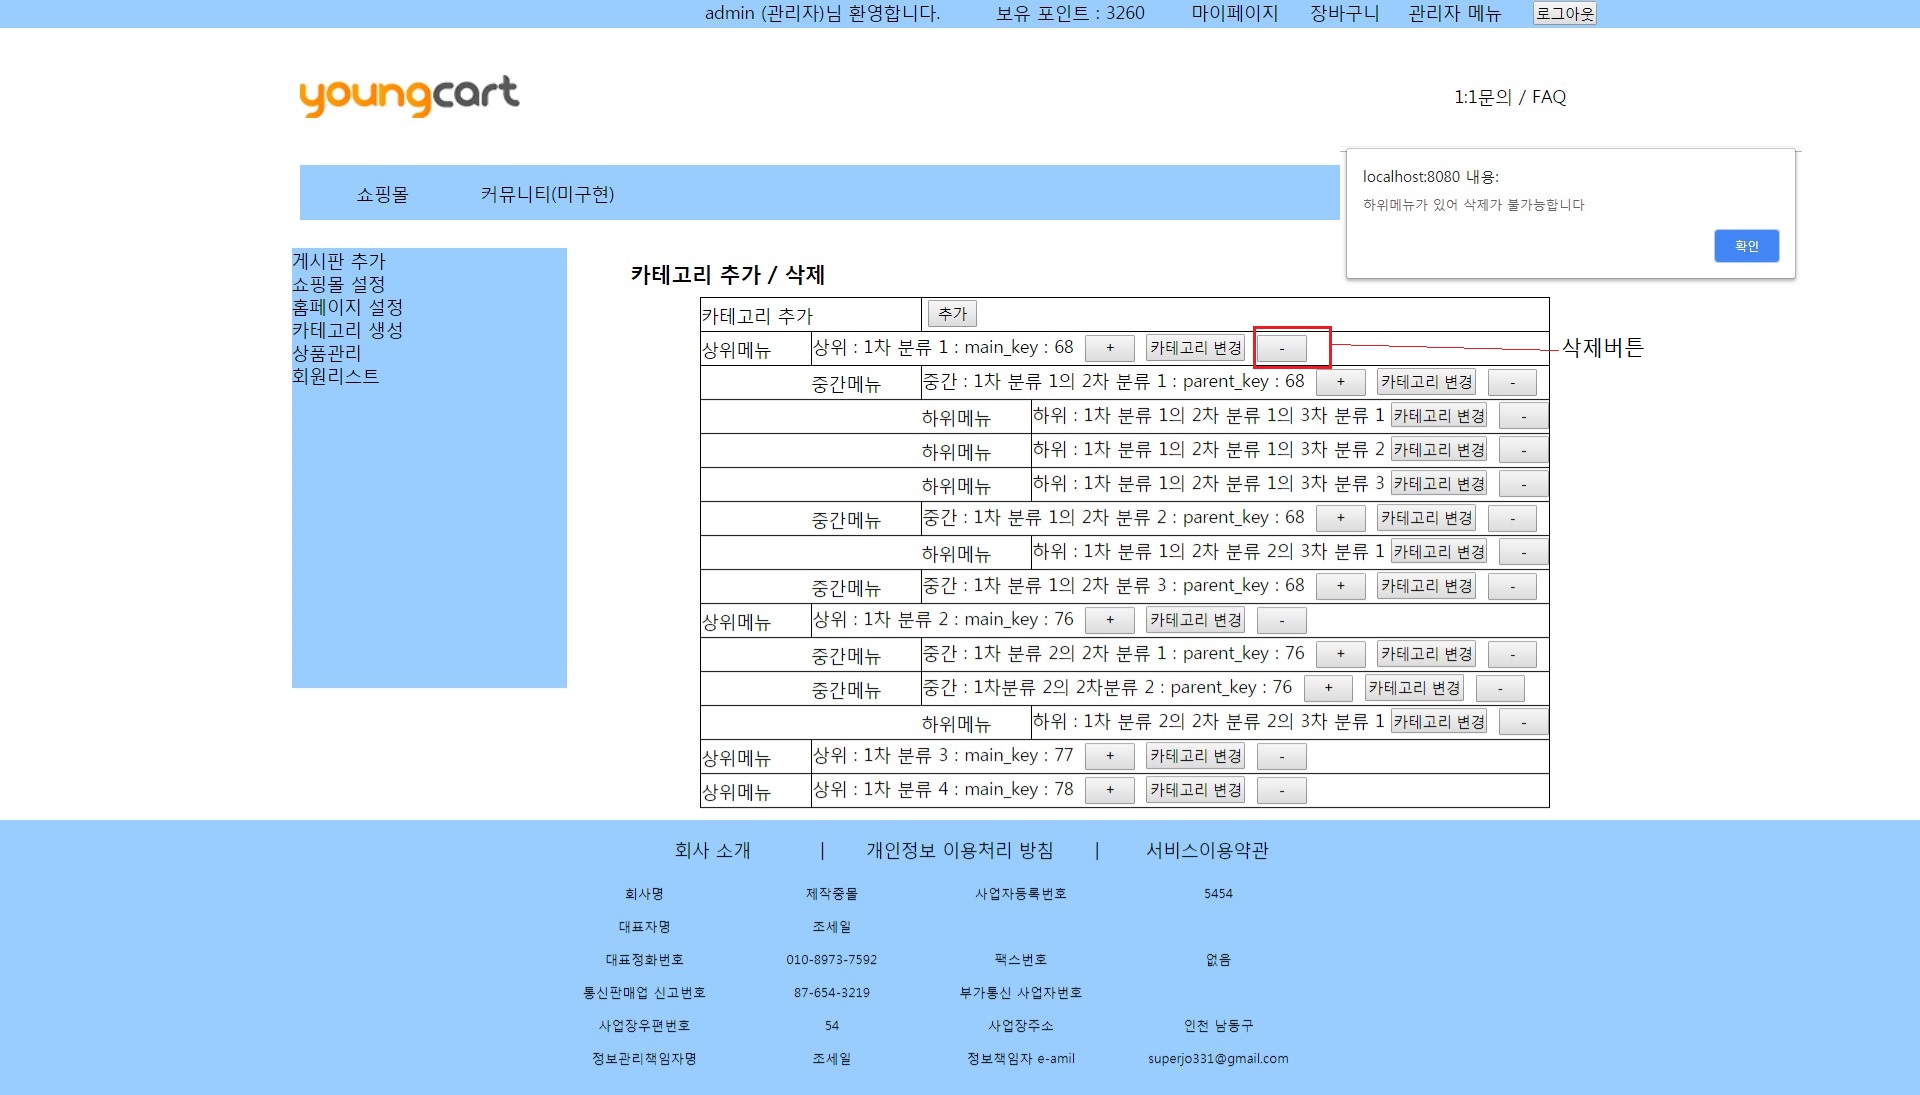 admin (관리자)님 환영합니다. 보유 포인트 : 3260 마이페이지 장바구니 관리자 메뉴 로그아웃
youngcart
1:1문의 / FAQ
쇼핑몰 커뮤니티(미구현)
localhost:8080 내용:
하위메뉴가 있어 삭제가 불가능합니다
확인
게시판 추가
쇼핑몰 설정
홈페이지 설정
카테고리 생성
상품관리
회원리스트
카테고리 추가 / 삭제
카테고리 추가 추가
상위메뉴 상위 : 1차 분류 1 : main_key : 68 + 카테고리 변경 - 삭제버튼
중간메뉴 중간 : 1차 분류 1의 2차 분류 1 : parent_key : 68 + 카테고리 변경 -
하위메뉴 하위 : 1차 분류 1의 2차 분류 1의 3차 분류 1 카테고리 변경 -
하위메뉴 하위 : 1차 분류 1의 2차 분류 1의 3차 분류 2 카테고리 변경 -
하위메뉴 하위 : 1차 분류 1의 2차 분류 1의 3차 분류 3 카테고리 변경 -
중간메뉴 중간 : 1차 분류 1의 2차 분류 2 : parent_key : 68 + 카테고리 변경 -
하위메뉴 하위 : 1차 분류 1의 2차 분류 2의 3차 분류 1 카테고리 변경 -
중간메뉴 중간 : 1차 분류 1의 2차 분류 3 : parent_key : 68 + 카테고리 변경 -
상위메뉴 상위 : 1차 분류 2 : main_key : 76 + 카테고리 변경 -
중간메뉴 중간 : 1차 분류 2의 2차 분류 1 : parent_key : 76 + 카테고리 변경 -
중간메뉴 중간 : 1차분류 2의 2차분류 2 : parent_key : 76 + 카테고리 변경 -
하위메뉴 하위 : 1차 분류 2의 2차 분류 2의 3차 분류 1 카테고리 변경 -
상위메뉴 상위 : 1차 분류 3 : main_key : 77 + 카테고리 변경 -
상위메뉴 상위 : 1차 분류 4 : main_key : 78 + 카테고리 변경 -
회사 소개 | 개인정보 이용처리 방침 | 서비스이용약관
회사명 제작중몰 사업자등록번호 5454
대표자명 조세일
대표정화번호 010-8973-7592 팩스번호 없음
통신판매업 신고번호 87-654-3219 부가통신 사업자번호
사업장우편번호 54 사업장주소 인천 남동구
정보관리책임자명 조세일 정보책임자 e-amil superjo331@gmail.com